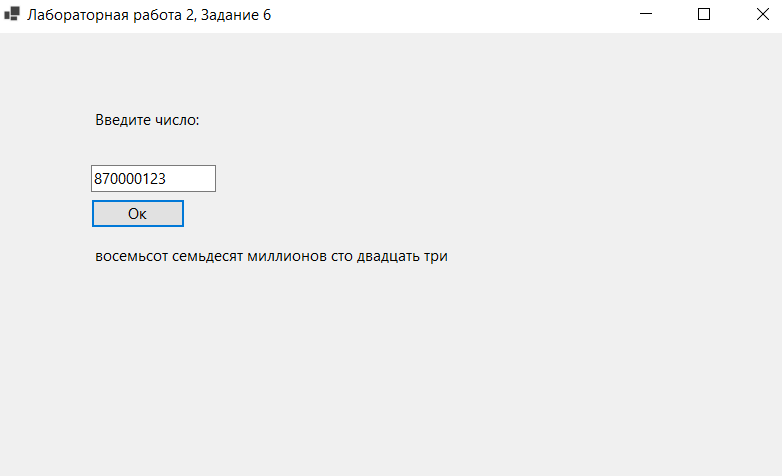 Лабораторная работа 2, Задание 6
Введите число:
870000123
Ок
восемьсот семьдесят миллионов сто двадцать три